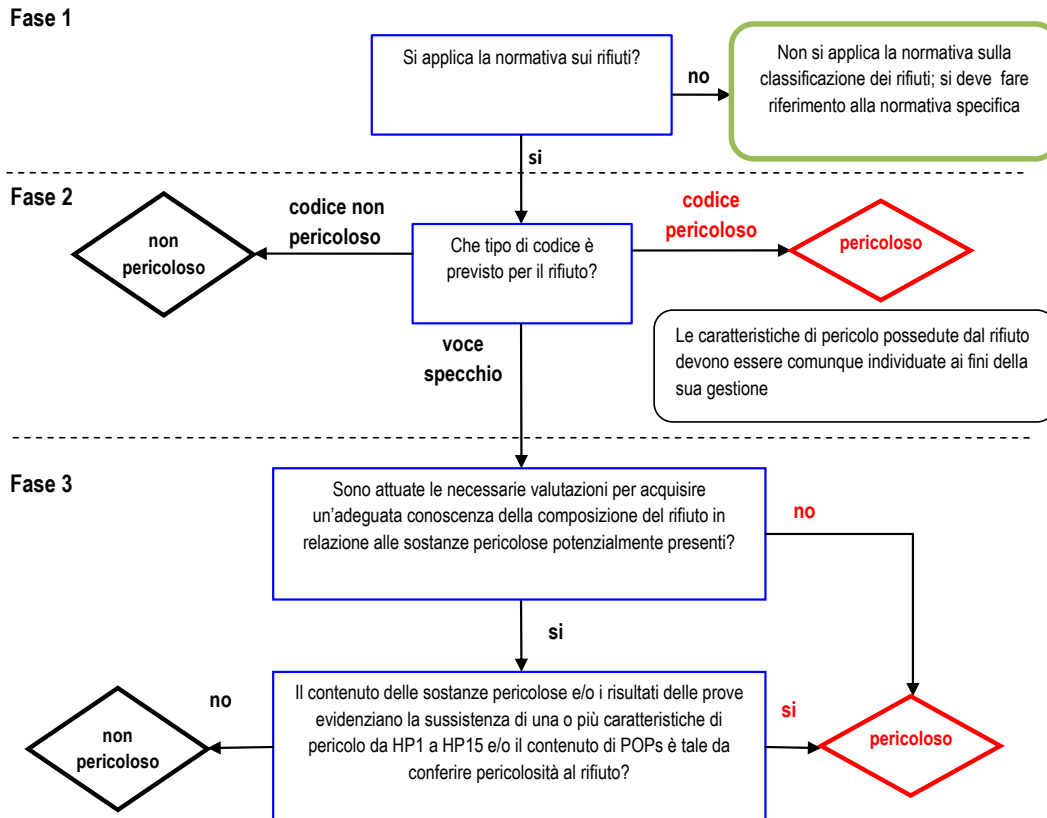 Fase 1
Si applica la normativa sui rifiuti?
no
Non si applica la normativa sulla
classificazione dei rifiuti; si deve fare
riferimento alla normativa specifica
si
Fase 2
non
pericoloso
codice non
pericoloso
Che tipo di codice è
previsto per il rifiuto?
codice
pericoloso
pericoloso
Le caratteristiche di pericolo possedute dal rifiuto
devono essere comunque individuate ai fini della
sua gestione
voce
specchio
Fase 3
Sono attuate le necessarie valutazioni per acquisire
un'adeguata conoscenza della composizione del rifiuto in
relazione alle sostanze pericolose potenzialmente presenti?
no
si
non
pericoloso
no
Il contenuto delle sostanze pericolose e/o i risultati delle prove
evidenziano la sussistenza di una o più caratteristiche di
pericolo da HP1 a HP15 e/o il contenuto di POPs è tale da
conferire pericolosità al rifiuto?
si
pericoloso